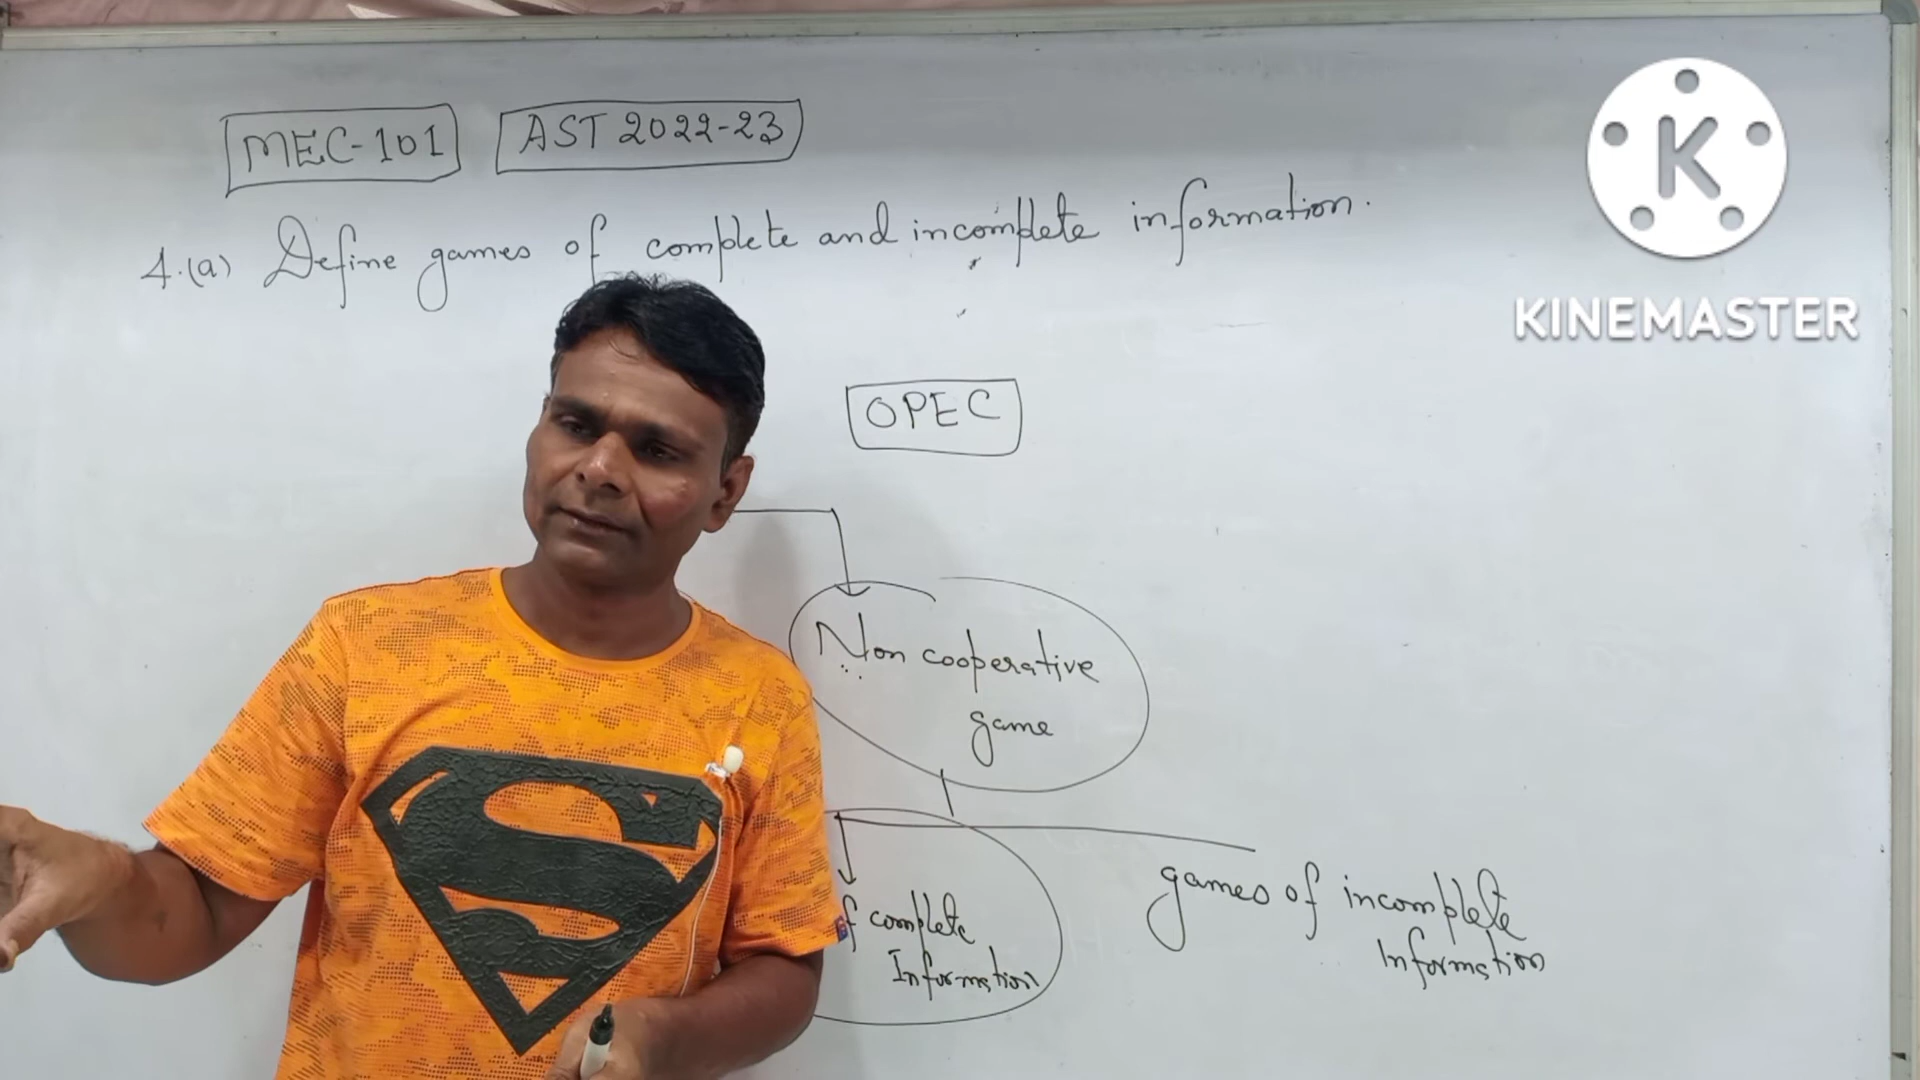 MEC-101
AST 2022-23
4.(a) Define games of complete and incomplete information.
K
KINEMASTER
OPEC
Non cooperative
game
f complete
Information
games of incomplete
Information